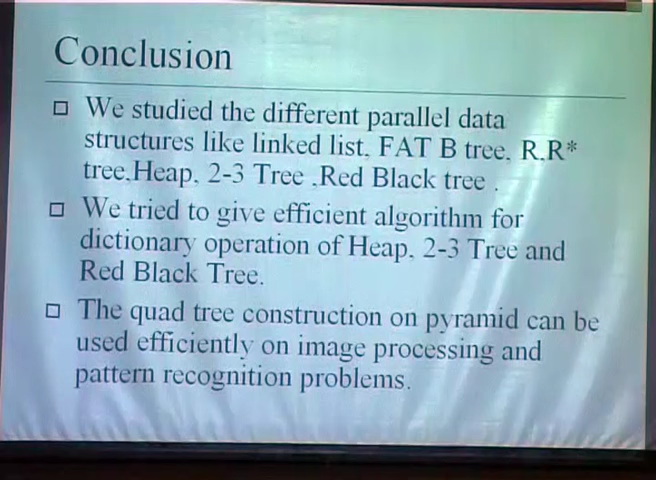 Conclusion
We studied the different parallel data
structures like linked list, FAT B tree, R,R*
tree,Heap, 2-3 Tree ,Red Black tree .
We tried to give efficient algorithm for
dictionary operation of Heap, 2-3 Tree and
Red Black Tree.
The quad tree construction on pyramid can be
used efficiently on image processing and
pattern recognition problems.